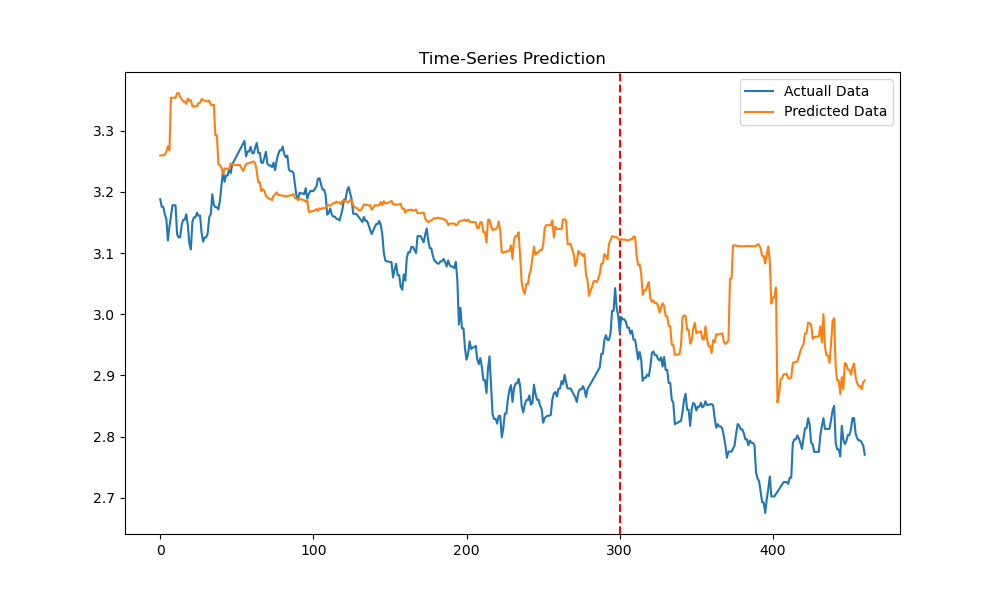 Time-Series Prediction
Actuall Data
Predicted Data
3.3
3.2
3.1
3.0
2.9
2.8
2.7
0 100 200 300 400